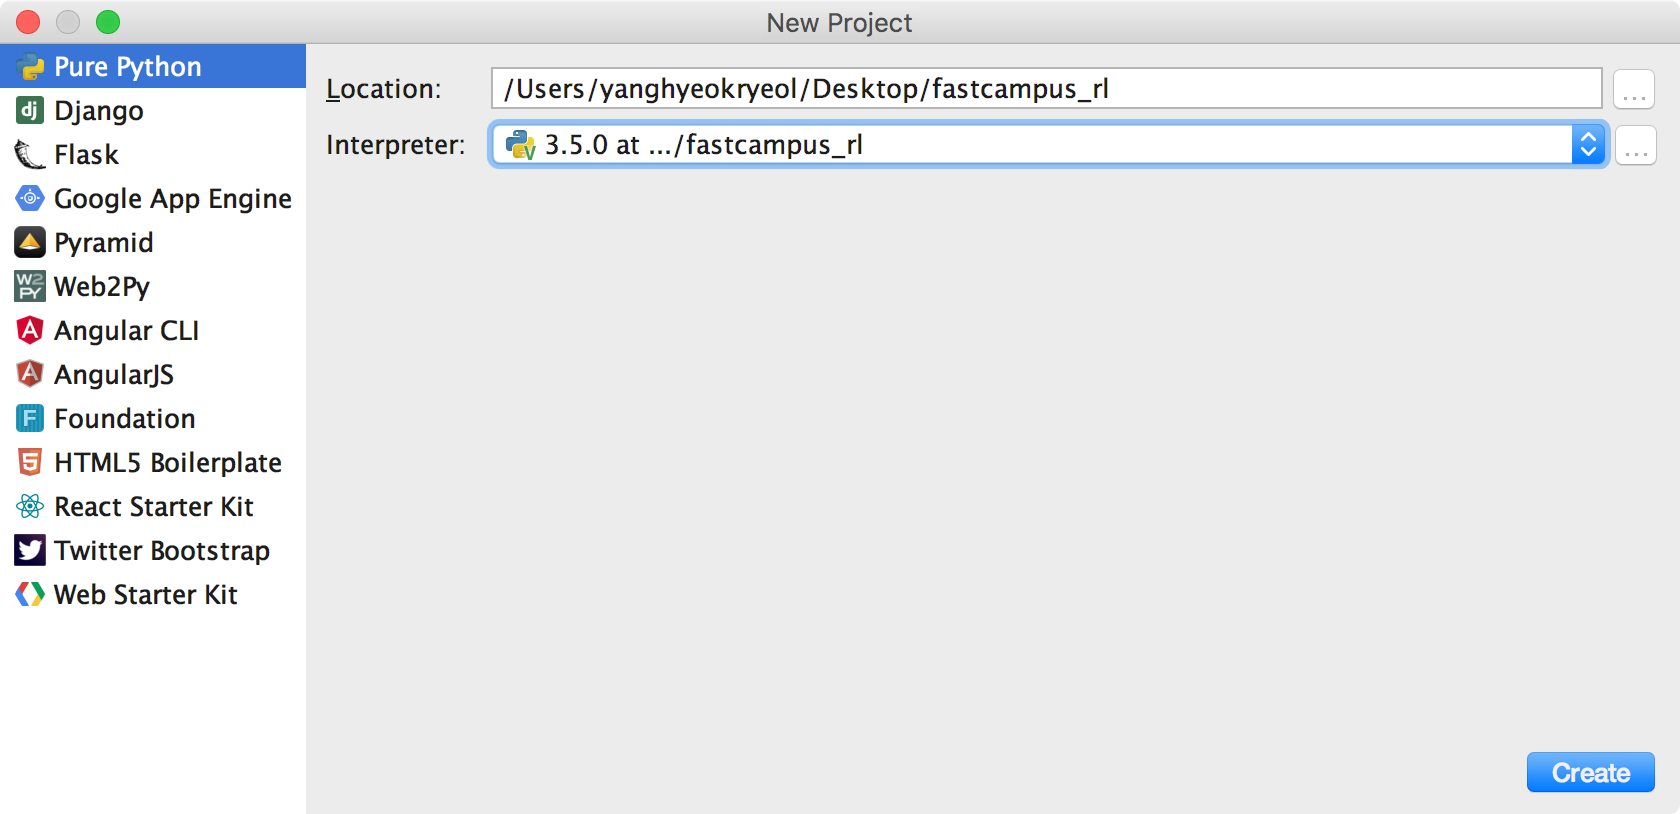 New Project
Pure Python
Django
Flask
Google App Engine
Pyramid
Web2Py
Angular CLI
AngularJS
Foundation
HTML5 Boilerplate
React Starter Kit
Twitter Bootstrap
Web Starter Kit
Location: /Users/yanghyeokryeol/Desktop/fastcampus_rl ...
Interpreter: 3.5.0 at .../fastcampus_rl ...
Create